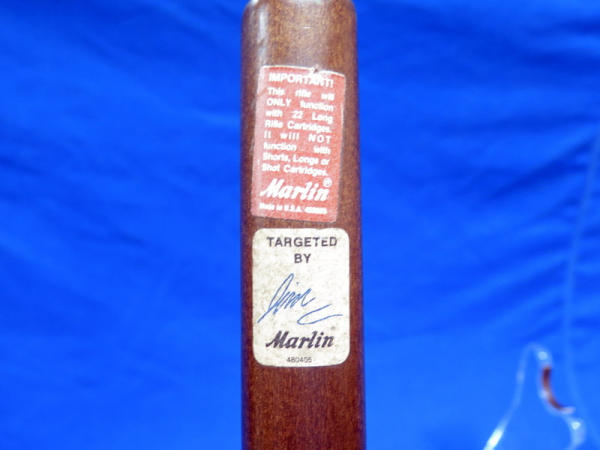 IMPORTANT!
This rifle will
ONLY function
with 22 Long
Rifle Cartridges.
It will NOT
function with
Shorts, Longs or
Shot Cartridges.
Marlin®
Made in U.S.A.
TARGETED
BY
Marlin
480405